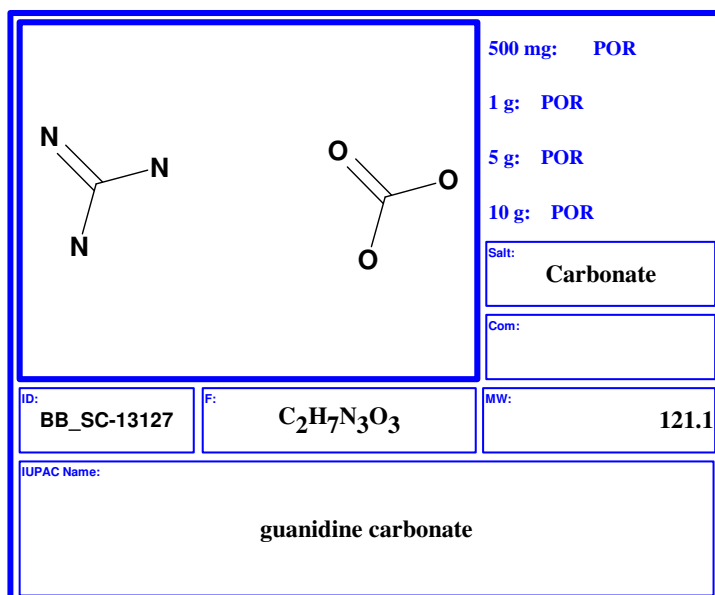 500 mg: POR
1 g: POR
5 g: POR
10 g: POR
N
N
N
O
O
O
Salt:
Carbonate
Com:
ID:
BB_SC-13127
F:
C₂H₇N₃O₃
MW:
121.1
IUPAC Name:
guanidine carbonate